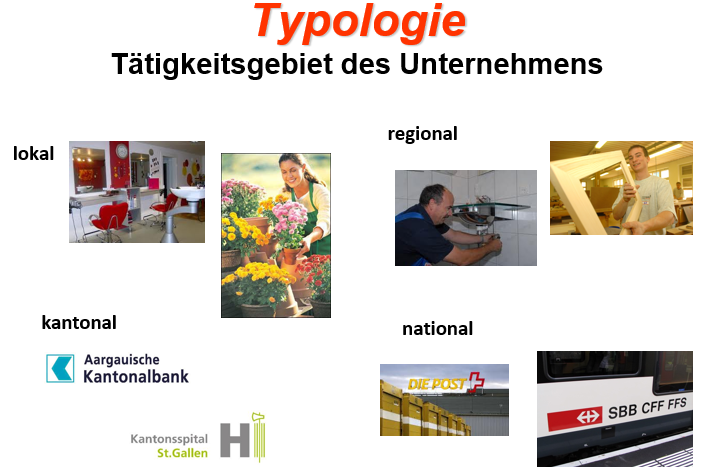 Typologie
Tätigkeitsgebiet des Unternehmens
lokal
regional
kantonal
Aargauische
Kantonalbank
Kantonsspital
St.Gallen
national
DIE POST
SBB CFF FFS